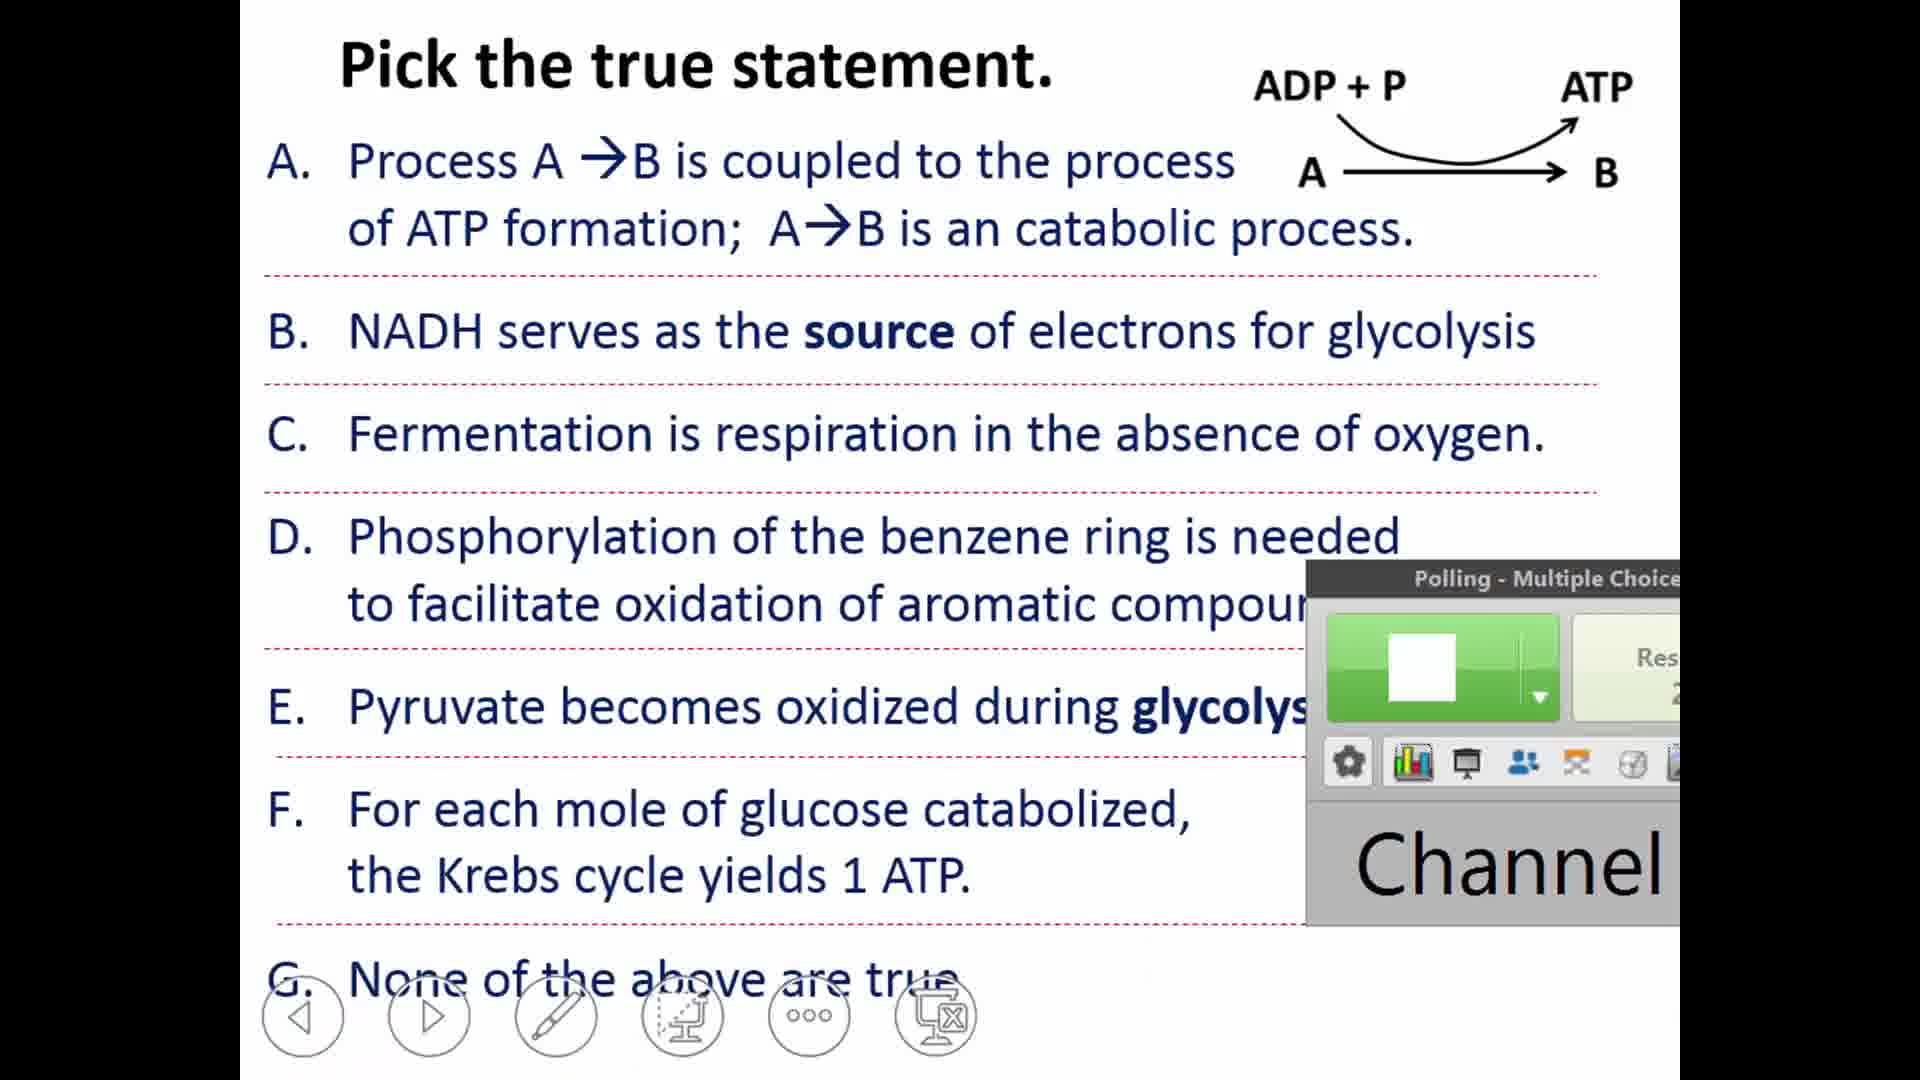 Pick the true statement.
ADP + P ATP
A B
A. Process A →B is coupled to the process
of ATP formation; A→B is an catabolic process.
B. NADH serves as the source of electrons for glycolysis
C. Fermentation is respiration in the absence of oxygen.
D. Phosphorylation of the benzene ring is needed
to facilitate oxidation of aromatic compour
E. Pyruvate becomes oxidized during glycolys
F. For each mole of glucose catabolized,
the Krebs cycle yields 1 ATP.
G. None of the above are true
Polling - Multiple Choice
Res
Channel